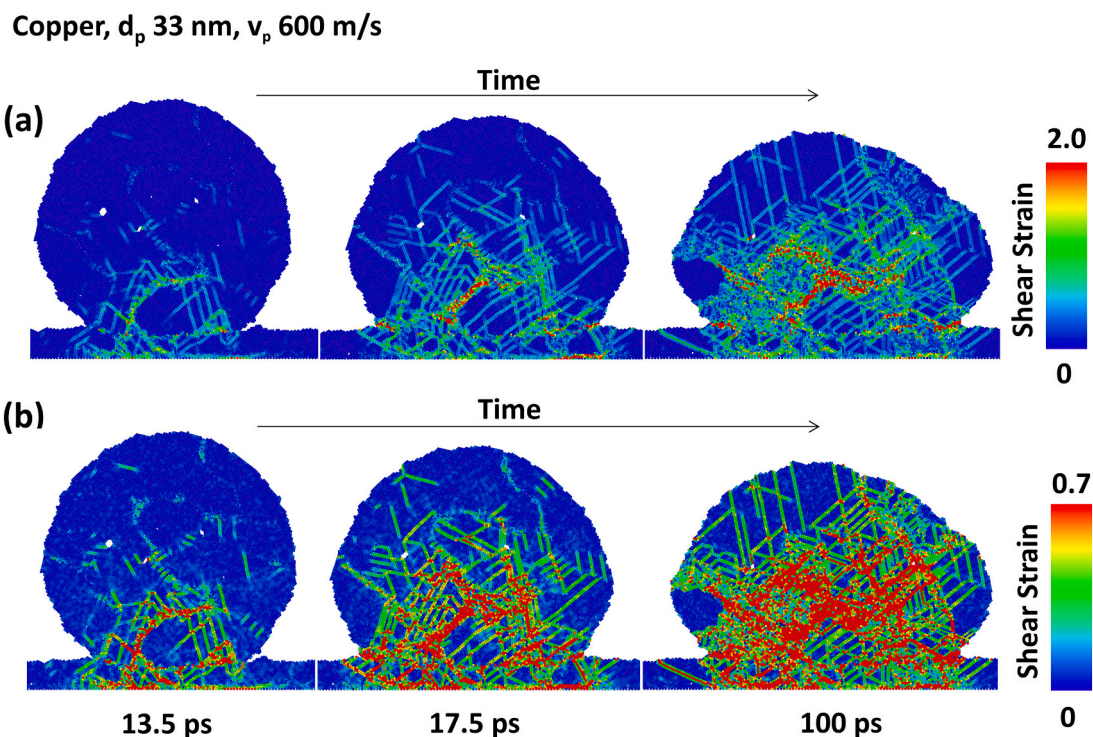 Copper, dp 33 nm, vp 600 m/s
Time
(a)
2.0
Shear Strain
0
(b)
Time
0.7
Shear Strain
0
13.5 ps 17.5 ps 100 ps